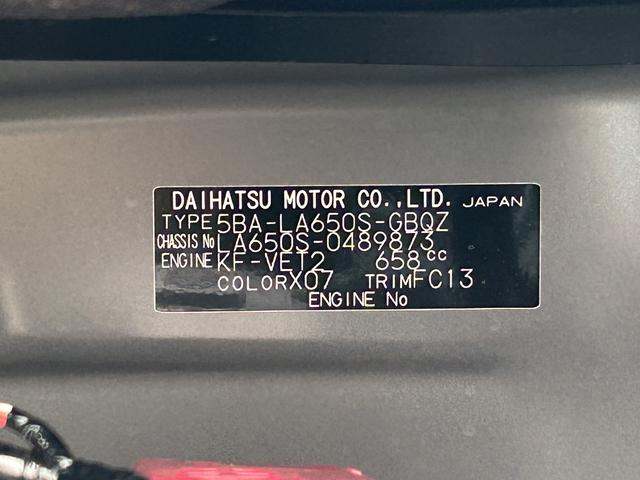 DAIHATSU MOTOR CO.,LTD. JAPAN
TYPE 5BA-LA650S-GBQZ
CHASSIS No LA650S-0489873
ENGINE KF-VET2 658cc
COLOR X07 TRIM FC13
ENGINE No